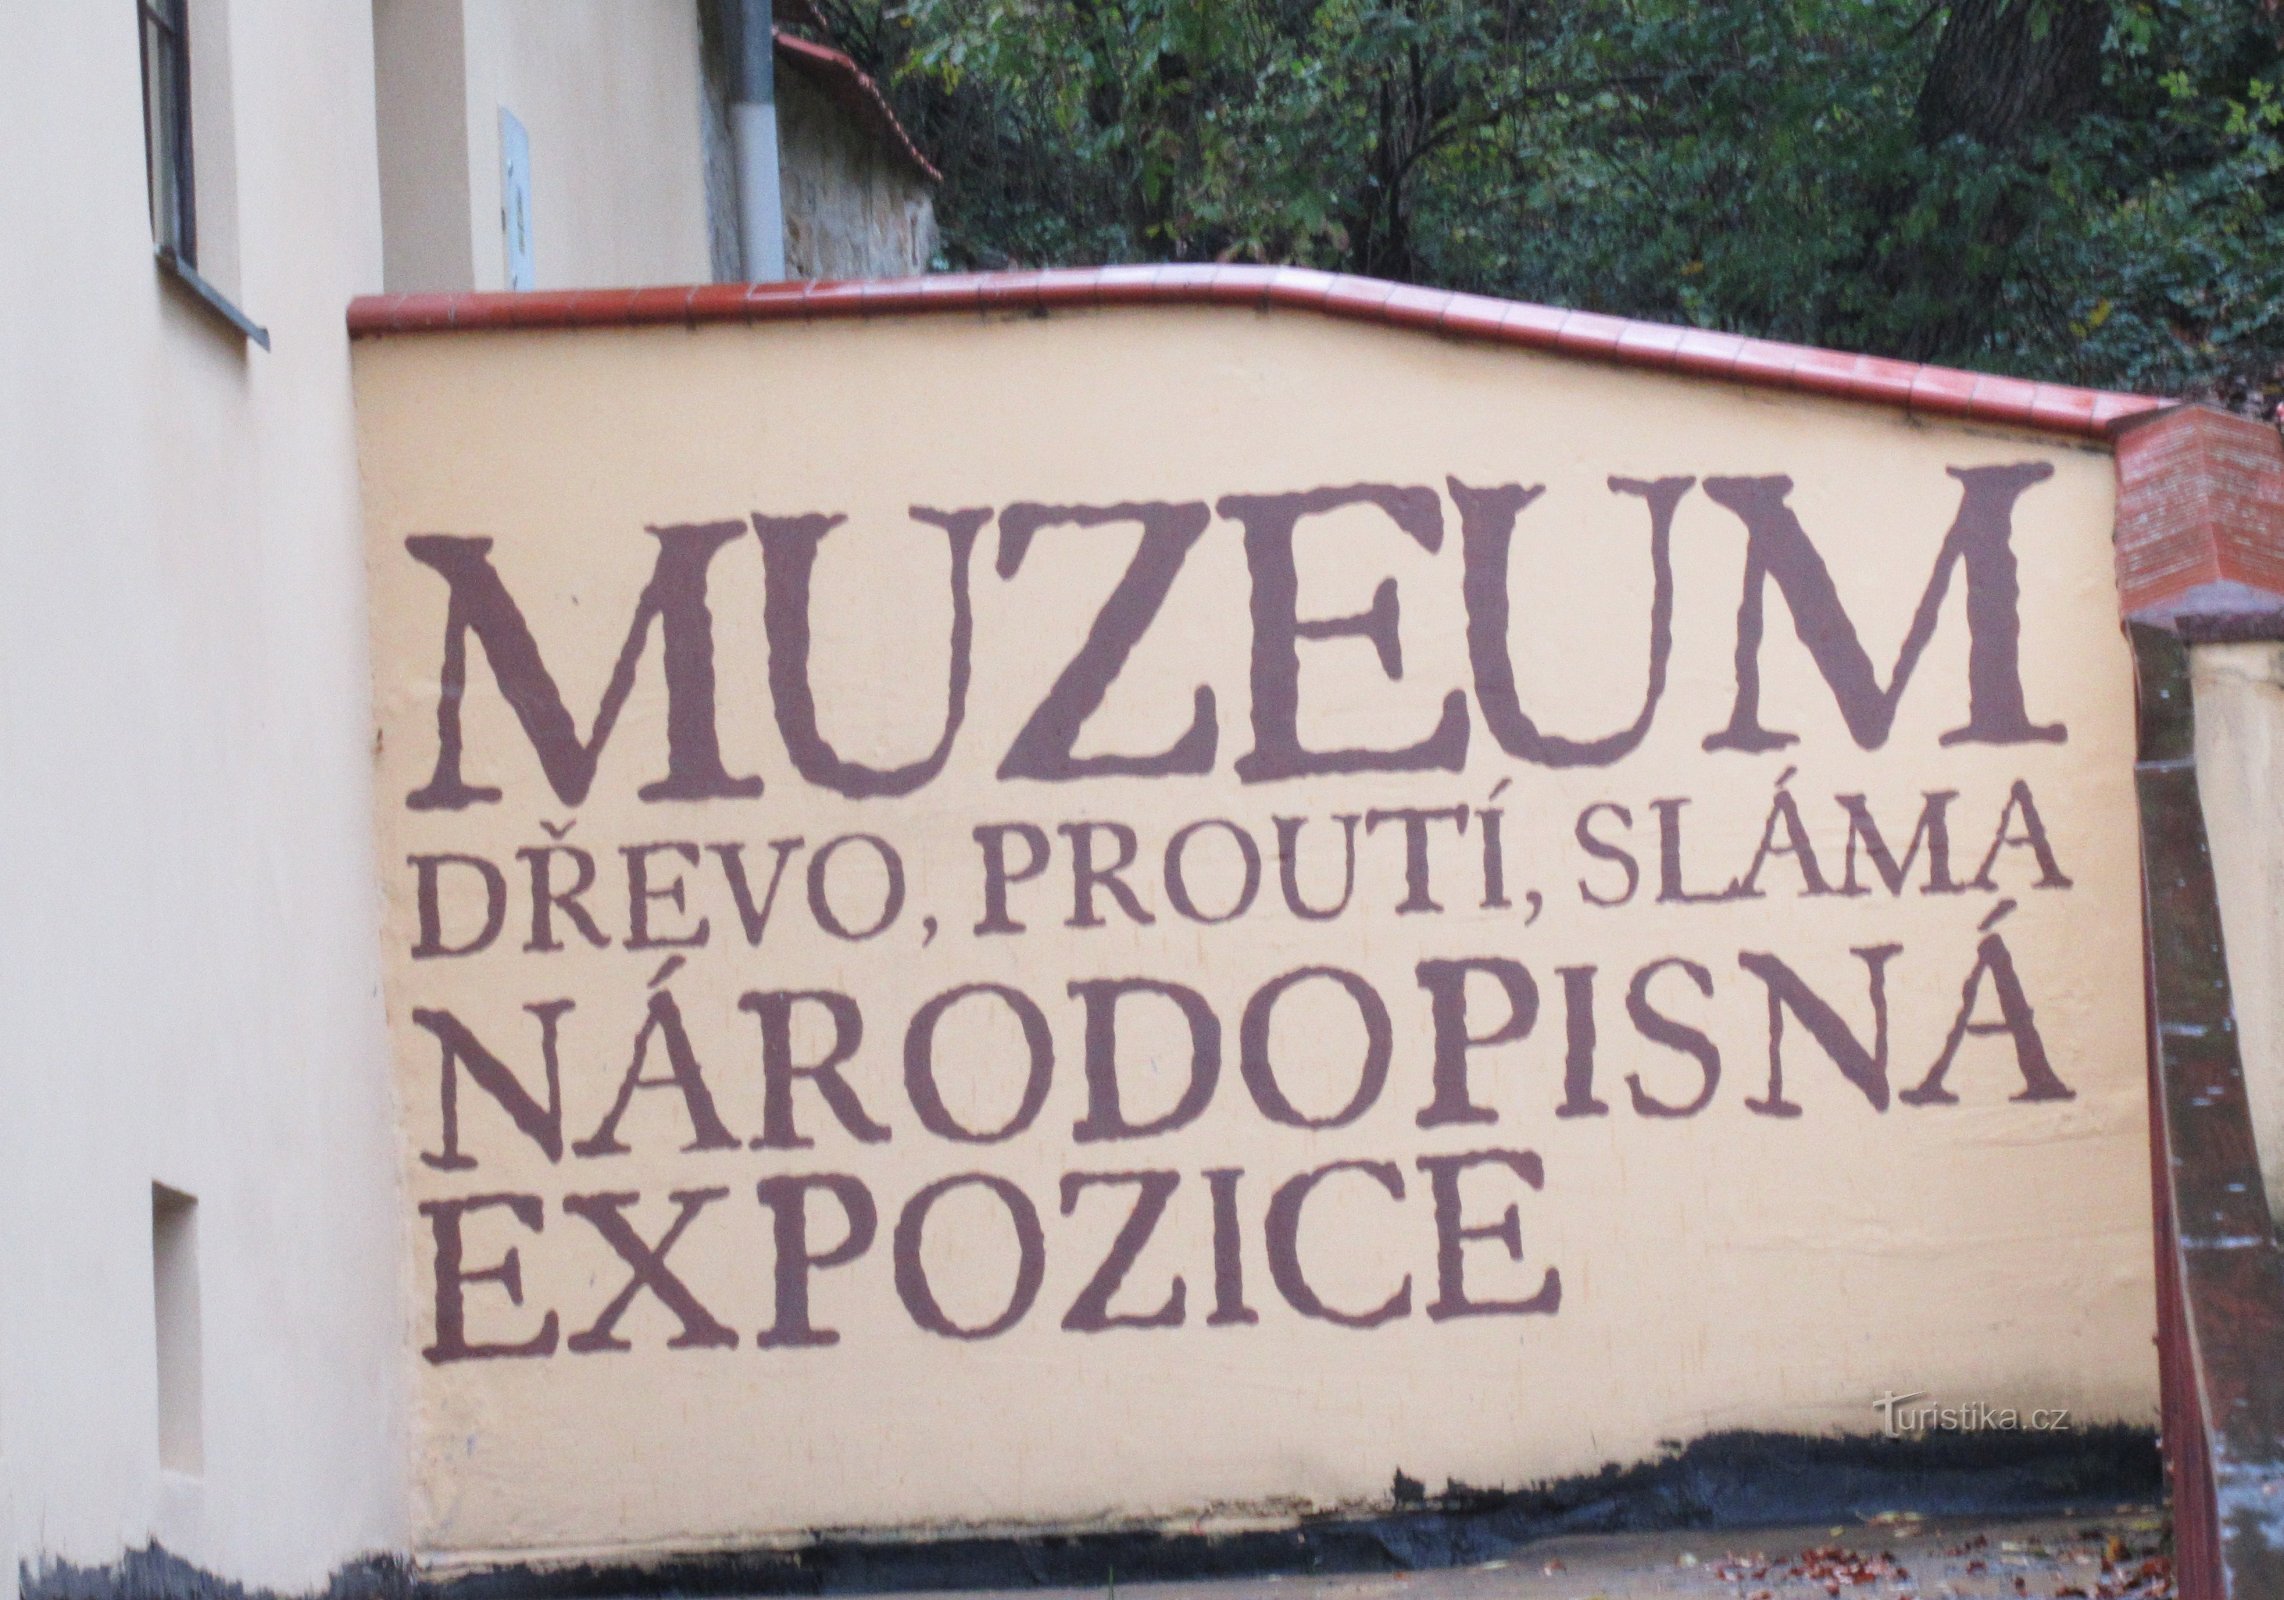 MUZEUM
DŘEVO, PROUTÍ, SLÁMA
NÁRODOPISNÁ
EXPOZICE
Turistika.cz